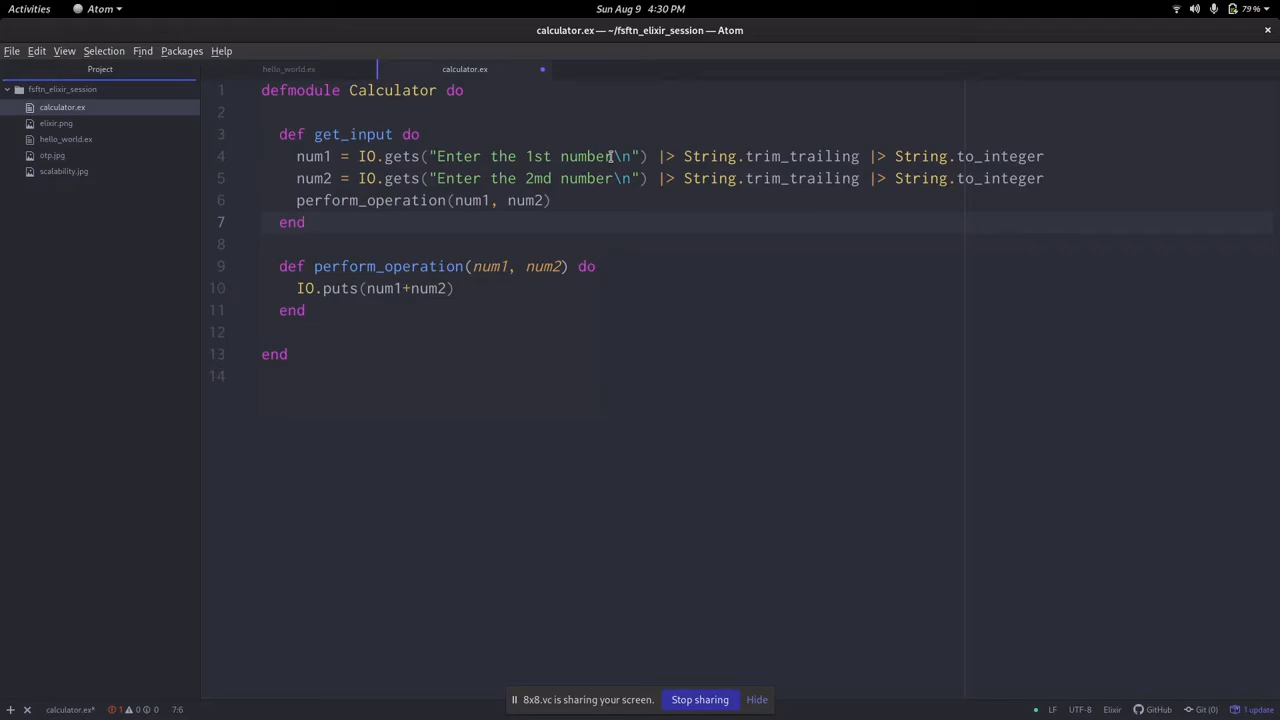 Activities Atom ▾ Sun Aug 9 4:30 PM 79 %
calculator.ex — ~/fsftn_elixir_session — Atom
File Edit View Selection Find Packages Help
Project hello_world.ex calculator.ex
fsftn_elixir_session
calculator.ex
elixir.png
hello_world.ex
otp.jpg
scalability.jpg
1 defmodule Calculator do
2
3 def get_input do
4 num1 = IO.gets("Enter the 1st number\n") |> String.trim_trailing |> String.to_integer
5 num2 = IO.gets("Enter the 2md number\n") |> String.trim_trailing |> String.to_integer
6 perform_operation(num1, num2)
7 end
8
9 def perform_operation(num1, num2) do
10 IO.puts(num1+num2)
11 end
12
13 end
14
8x8.vc is sharing your screen. Stop sharing Hide
calculator.ex* 1 0 0 7:6 LF UTF-8 Elixir GitHub Git (0) 1 update